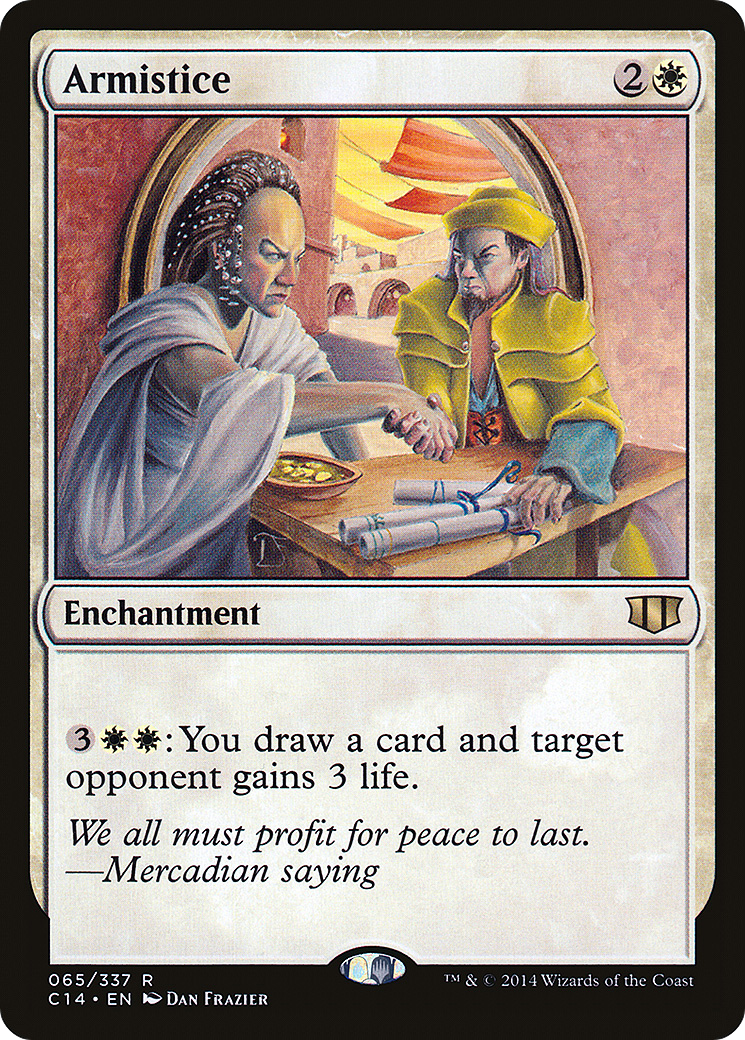 Armistice 2
Enchantment
3: You draw a card and target
opponent gains 3 life.
We all must profit for peace to last.
—Mercadian saying
065/337 R
C14 • EN DAN FRAZIER
™ & © 2014 Wizards of the Coast